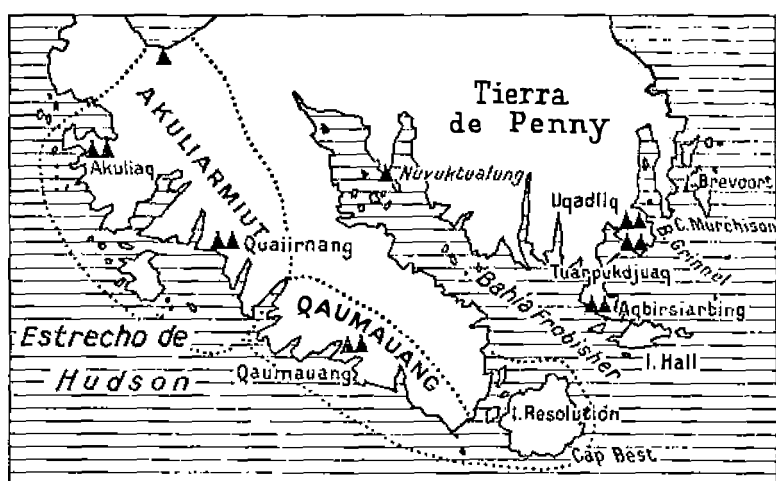 Tierra
de Penny
AKULIARMIUT
Akuliaq
Nuvuktualung
I. Brevoort
Uqadliq
C. Murchison
B. Grinnel
Quaiirnang
Tuarpukdjuaq
Bahía Frobisher
Aqbirsiarbing
QAUMAUANG
Estrecho de
Hudson
I. Hall
Qaumauang
I. Resolution
Cap Best